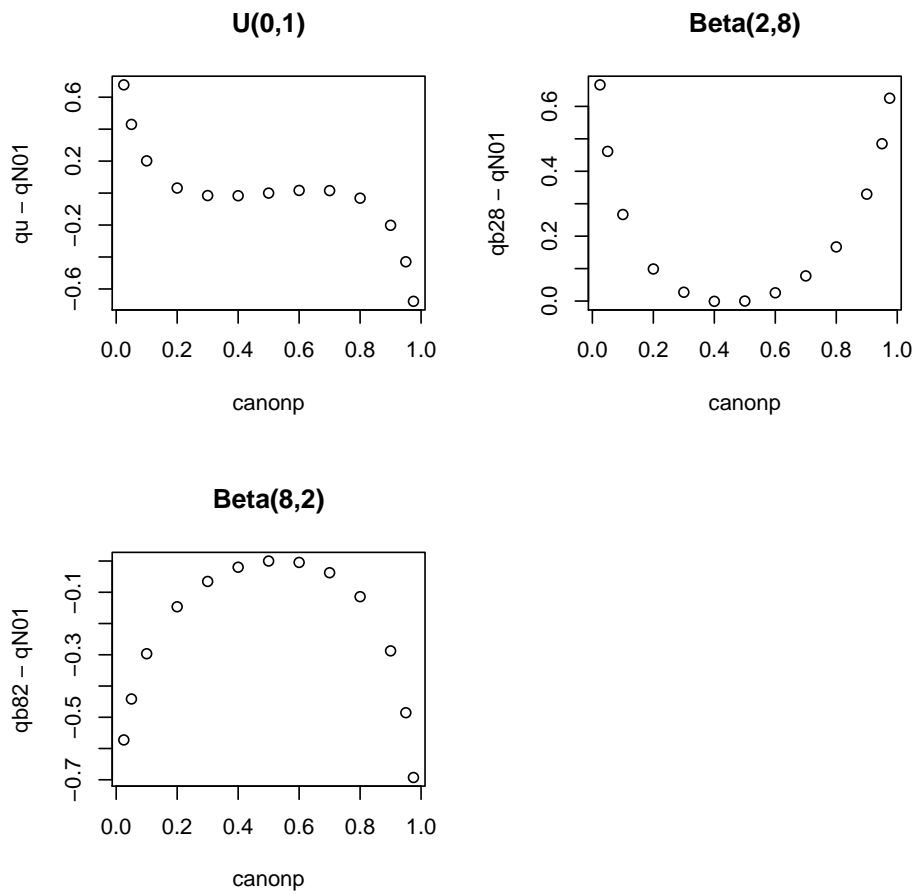 U(0,1)
qu − qN01
0.6
0.2
−0.2
−0.6
0.0 0.2 0.4 0.6 0.8 1.0
canonp
Beta(2,8)
qb28 − qN01
0.6
0.4
0.2
0.0
0.0 0.2 0.4 0.6 0.8 1.0
canonp
Beta(8,2)
qb82 − qN01
−0.1
−0.3
−0.5
−0.7
0.0 0.2 0.4 0.6 0.8 1.0
canonp